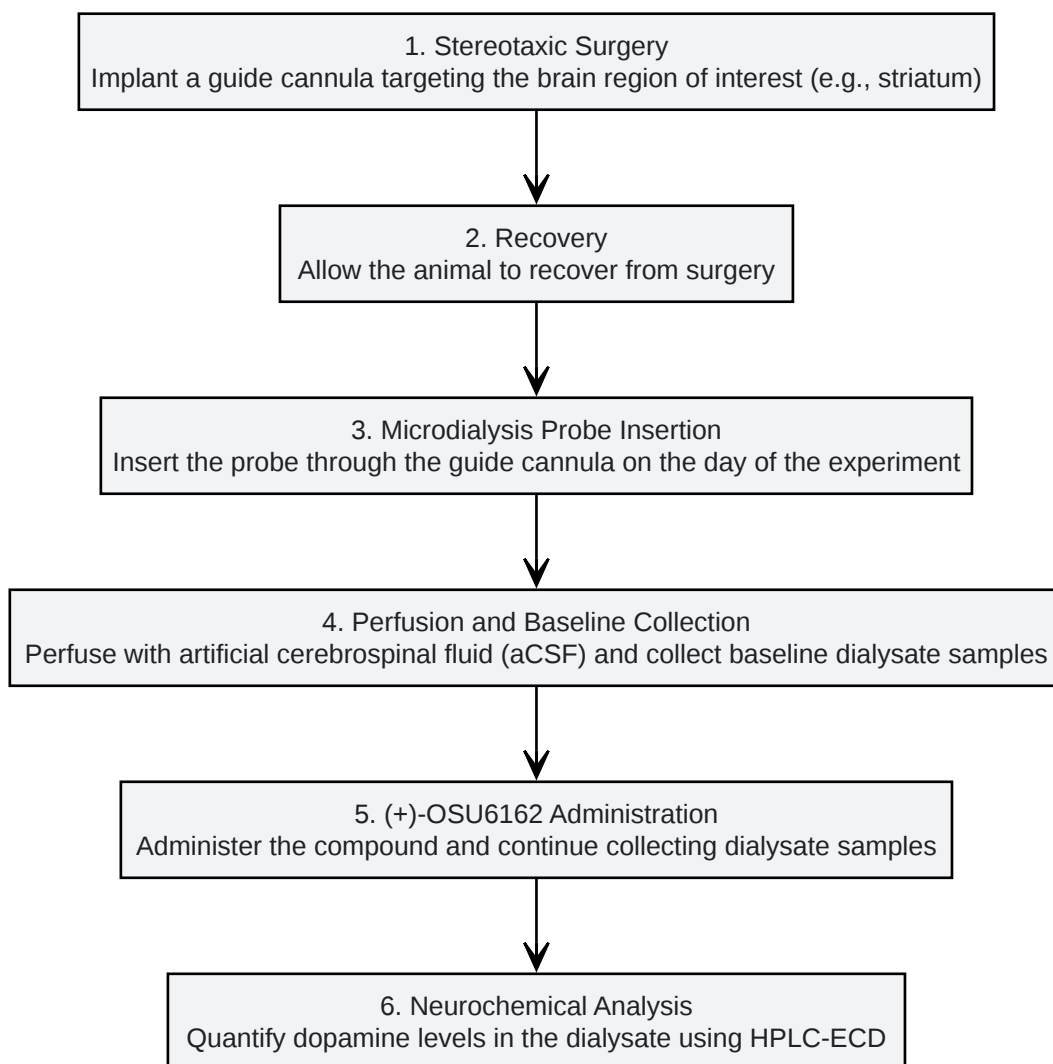 1. Stereotaxic Surgery
Implant a guide cannula targeting the brain region of interest (e.g., striatum)
2. Recovery
Allow the animal to recover from surgery
3. Microdialysis Probe Insertion
Insert the probe through the guide cannula on the day of the experiment
4. Perfusion and Baseline Collection
Perfuse with artificial cerebrospinal fluid (aCSF) and collect baseline dialysate samples
5. (+)-OSU6162 Administration
Administer the compound and continue collecting dialysate samples
6. Neurochemical Analysis
Quantify dopamine levels in the dialysate using HPLC-ECD